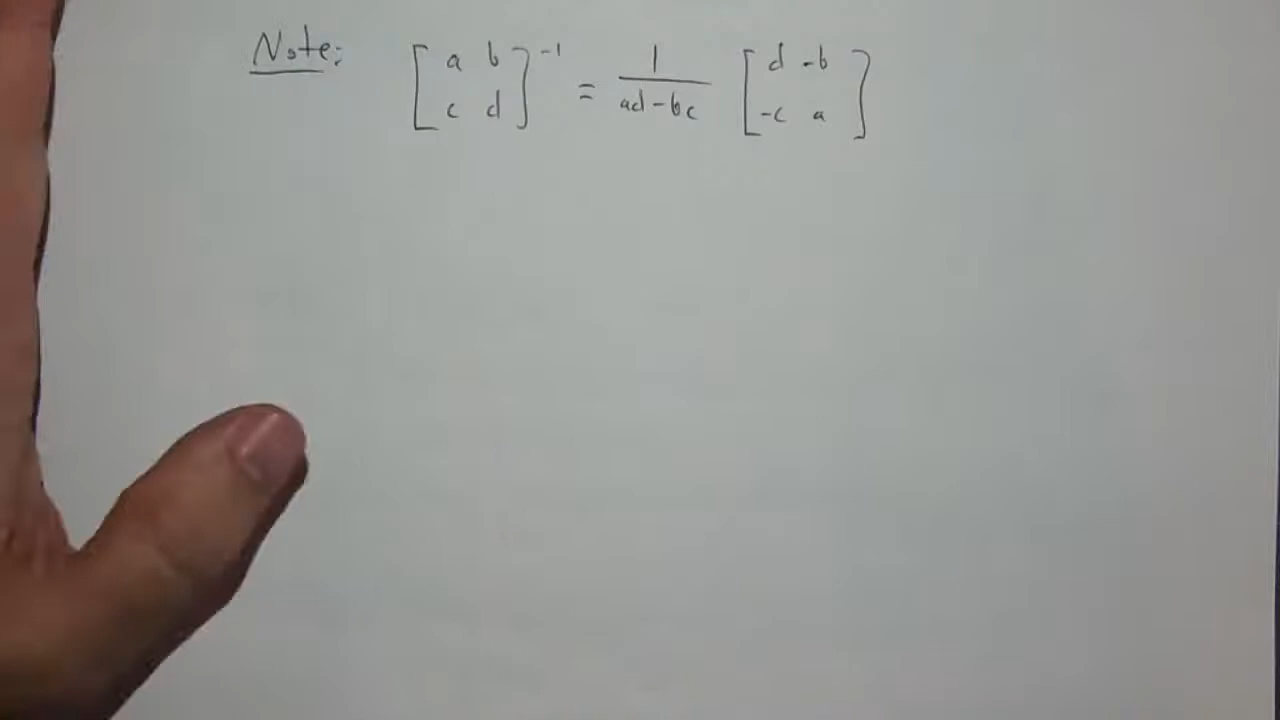 Note: [a b; c d]^-1 = 1/(ad-bc) [d -b; -c a]